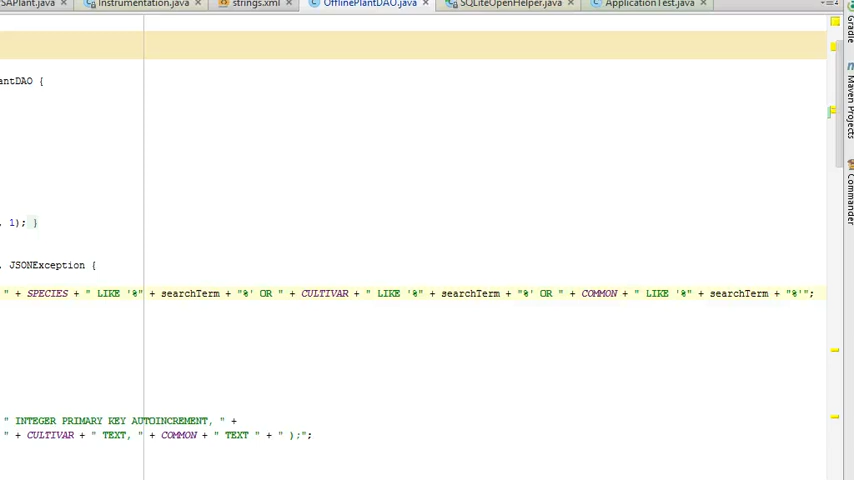 SAPlant.java Instrumentation.java strings.xml OfflinePlantDAO.java SQLiteOpenHelper.java ApplicationTest.java
Gradle
antDAO {
Maven Projects
Commander
, 1); }
, JSONException {
" + SPECIES + " LIKE '%" + searchTerm + "%' OR " + CULTIVAR + " LIKE '%" + searchTerm + "%' OR " + COMMON + " LIKE '%" + searchTerm + "%'";
" INTEGER PRIMARY KEY AUTOINCREMENT, " +
" + CULTIVAR + " TEXT, " + COMMON + " TEXT " + " );";